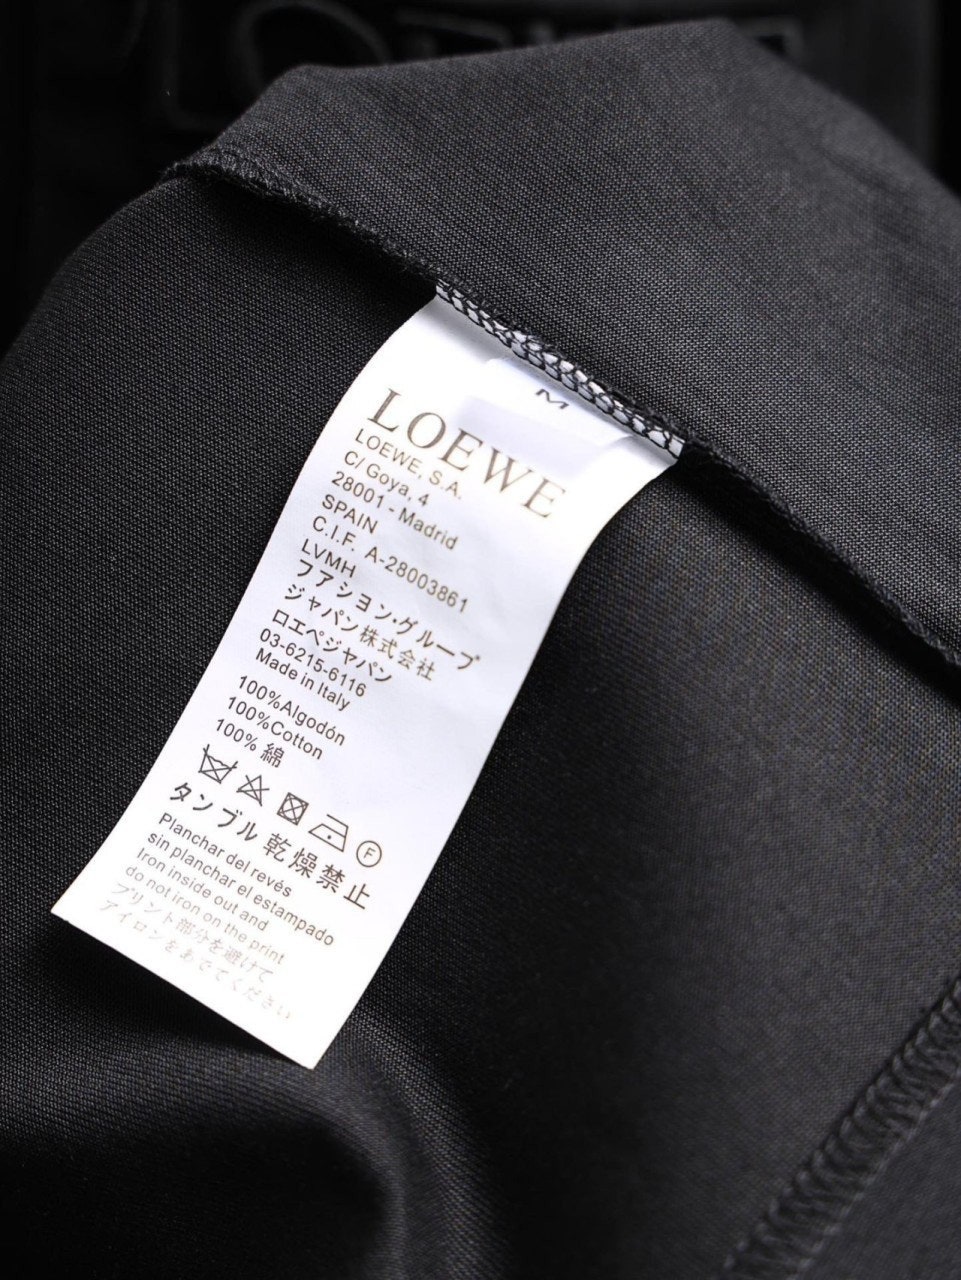 M
LOEWE
LOEWE, S.A.
C/ Goya, 4
28001 - Madrid
SPAIN
C.I.F. A-28003861
LVMH
ファション・グループ
ジャパン株式会社
ロエペジャパン
03-6215-6116
Made in Italy
100%Algodón
100%Cotton
100% 綿
F
タンブル 乾燥禁止
Planchar del revés
sin planchar el estampado
Iron inside out and
do not iron on the print
プリント部分を避けて
アイロンをあててください